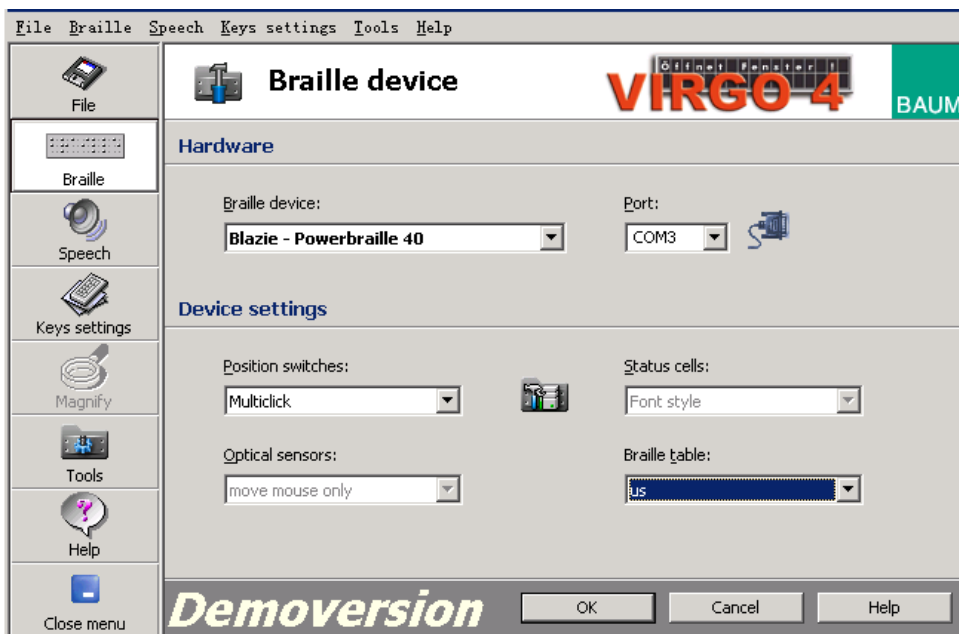 File Braille Speech Keys settings Tools Help
File
Braille
Speech
Keys settings
Magnify
Tools
Help
Close menu
Braille device
Öffnet Fenster !
VIRGO 4
BAUM
Hardware
Braille device: Port:
Blazie - Powerbraille 40 COM3
Device settings
Position switches: Status cells:
Multiclick Font style
Optical sensors: Braille table:
move mouse only us
Demoversion OK Cancel Help